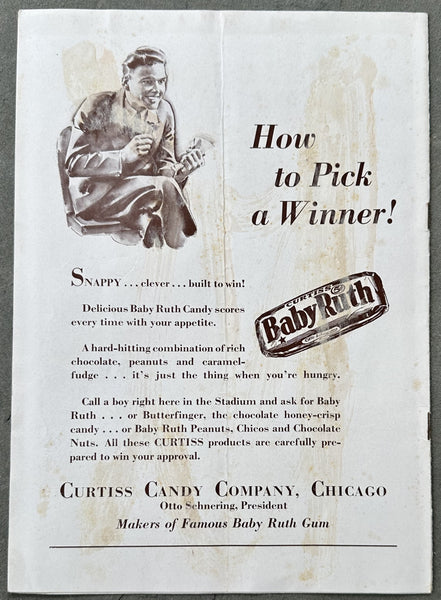 How
to Pick
a Winner!
SNAPPY . . . clever . . . built to win!
Delicious Baby Ruth Candy scores
every time with your appetite.
CURTISS
Baby Ruth
A hard-hitting combination of rich
chocolate, peanuts and caramel-
fudge . . . it's just the thing when you're hungry.
Call a boy right here in the Stadium and ask for Baby
Ruth . . . or Butterfinger, the chocolate honey-crisp
candy . . . or Baby Ruth Peanuts, Chicos and Chocolate
Nuts. All these CURTISS products are carefully pre-
pared to win your approval.
CURTISS CANDY COMPANY, CHICAGO
Otto Schnering, President
Makers of Famous Baby Ruth Gum